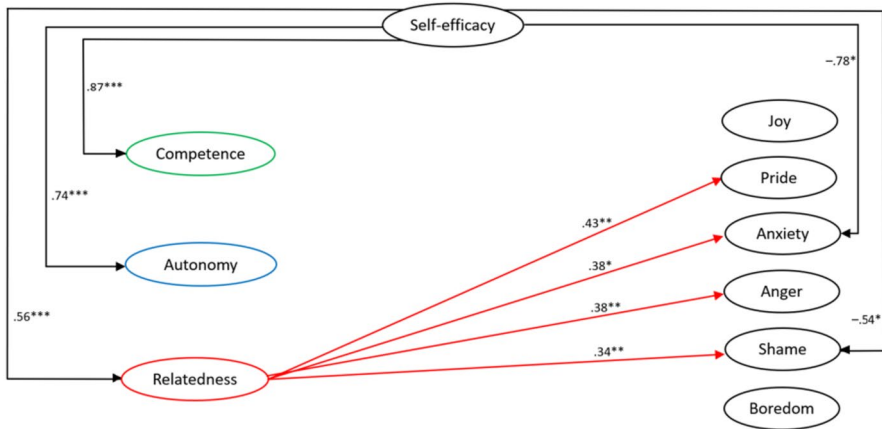 Self-efficacy
–.78*
.87***
Joy
Competence
Pride
.74***
.43**
Anxiety
Autonomy
.38*
Anger
.38**
.56***
–.54*
Shame
.34**
Relatedness
Boredom